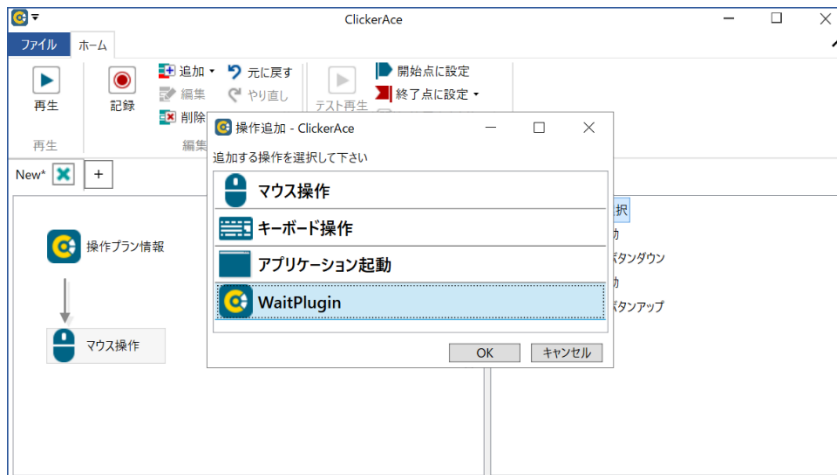 ClickerAce
ファイル ホーム
再生
記録
追加
編集
削除
元に戻す
やり直し
テスト再生
開始点に設定
終了点に設定
再生
編集
New*
+
操作プラン情報
マウス操作
操作追加 - ClickerAce
追加する操作を選択して下さい
マウス操作
キーボード操作
アプリケーション起動
WaitPlugin
OK キャンセル
択
動
ボタンダウン
動
ボタンアップ